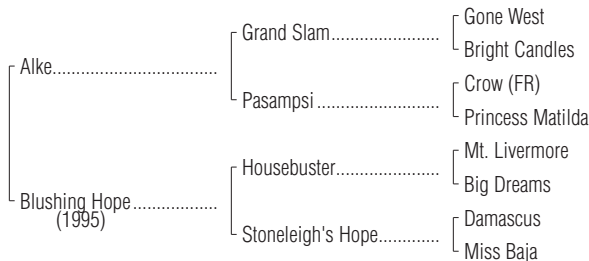 Gone West
Grand Slam..........................
Bright Candles
Alke......................................
Crow (FR)
Pasampsi.............................
Princess Matilda
Mt. Livermore
Housebuster........................
Big Dreams
Blushing Hope...................
(1995)
Damascus
Stoneleigh's Hope..............
Miss Baja